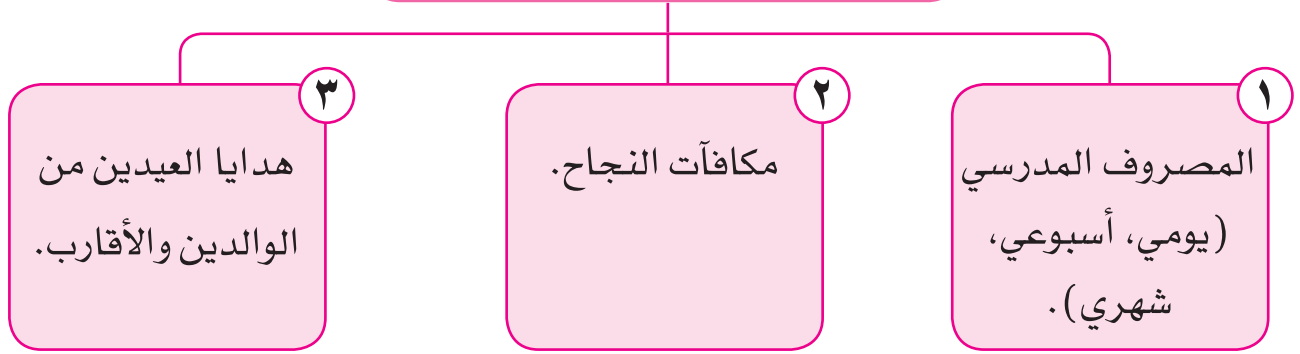 ١
المصروف المدرسي
(يومي، أسبوعي،
شهري).
٢
مكافآت النجاح.
٣
هدايا العيدين من
الوالدين والأقارب.